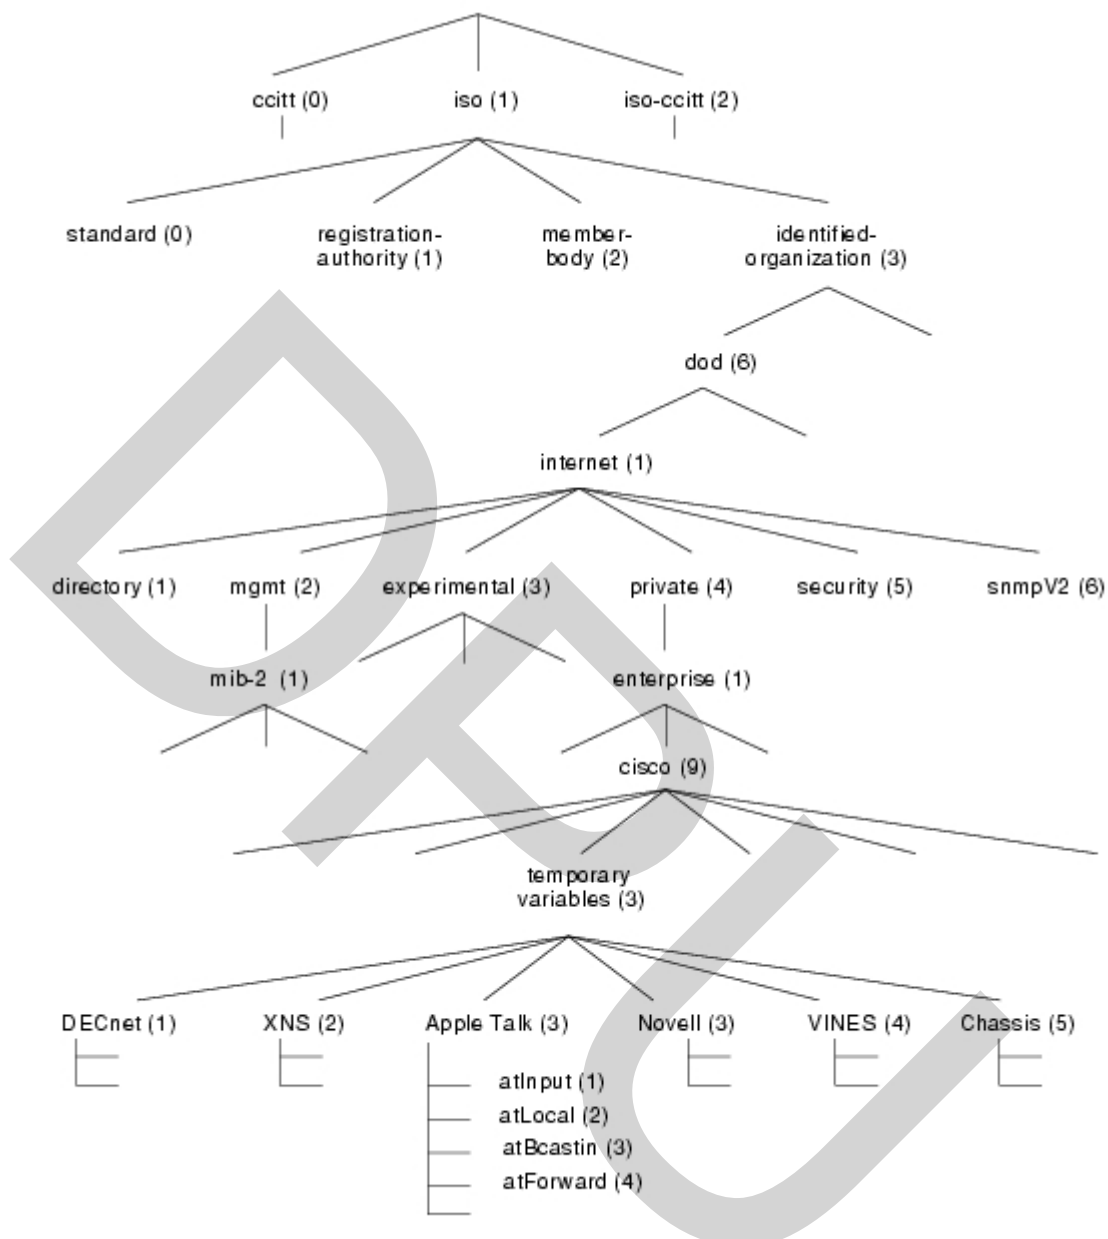 ccitt (0) iso (1) iso-ccitt (2)
standard (0) registration- member- identified-
authority (1) body (2) organization (3)
dod (6)
internet (1)
directory (1) mgmt (2) experimental (3) private (4) security (5) snmpV2 (6)
mib-2 (1) enterprise (1)
cisco (9)
temporary
variables (3)
DECnet (1) XNS (2) Apple Talk (3) Novell (3) VINES (4) Chassis (5)
atInput (1)
atLocal (2)
atBcastin (3)
atForward (4)
DPU